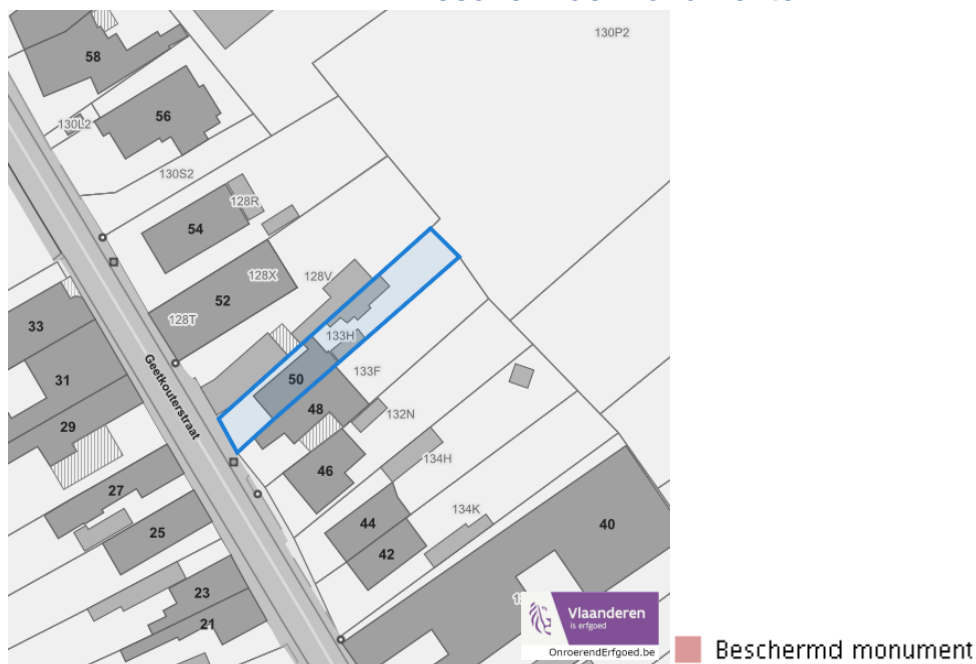 130P2
58
56
130L2
130S2
128R
54
128V
128X
52
128T
33
133H
Geetkouterstraat
31
50
133F
48
132N
29
46
134H
27
44
134K
40
25
42
23
21
Vlaanderen
is erfgoed
OnroerendErfgoed.be
Beschermd monument